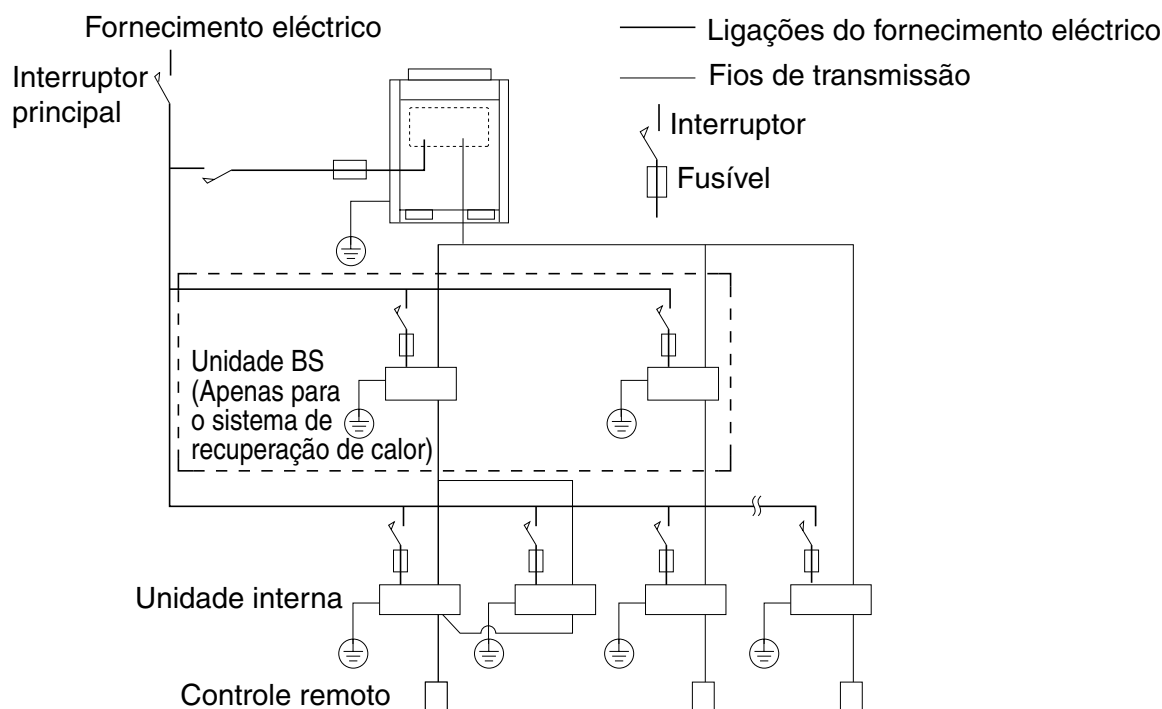 Fornecimento eléctrico
Interruptor
principal
Ligações do fornecimento eléctrico
Fios de transmissão
Interruptor
Fusível
Unidade BS
(Apenas para
o sistema de
recuperação de calor)
Unidade interna
Controle remoto